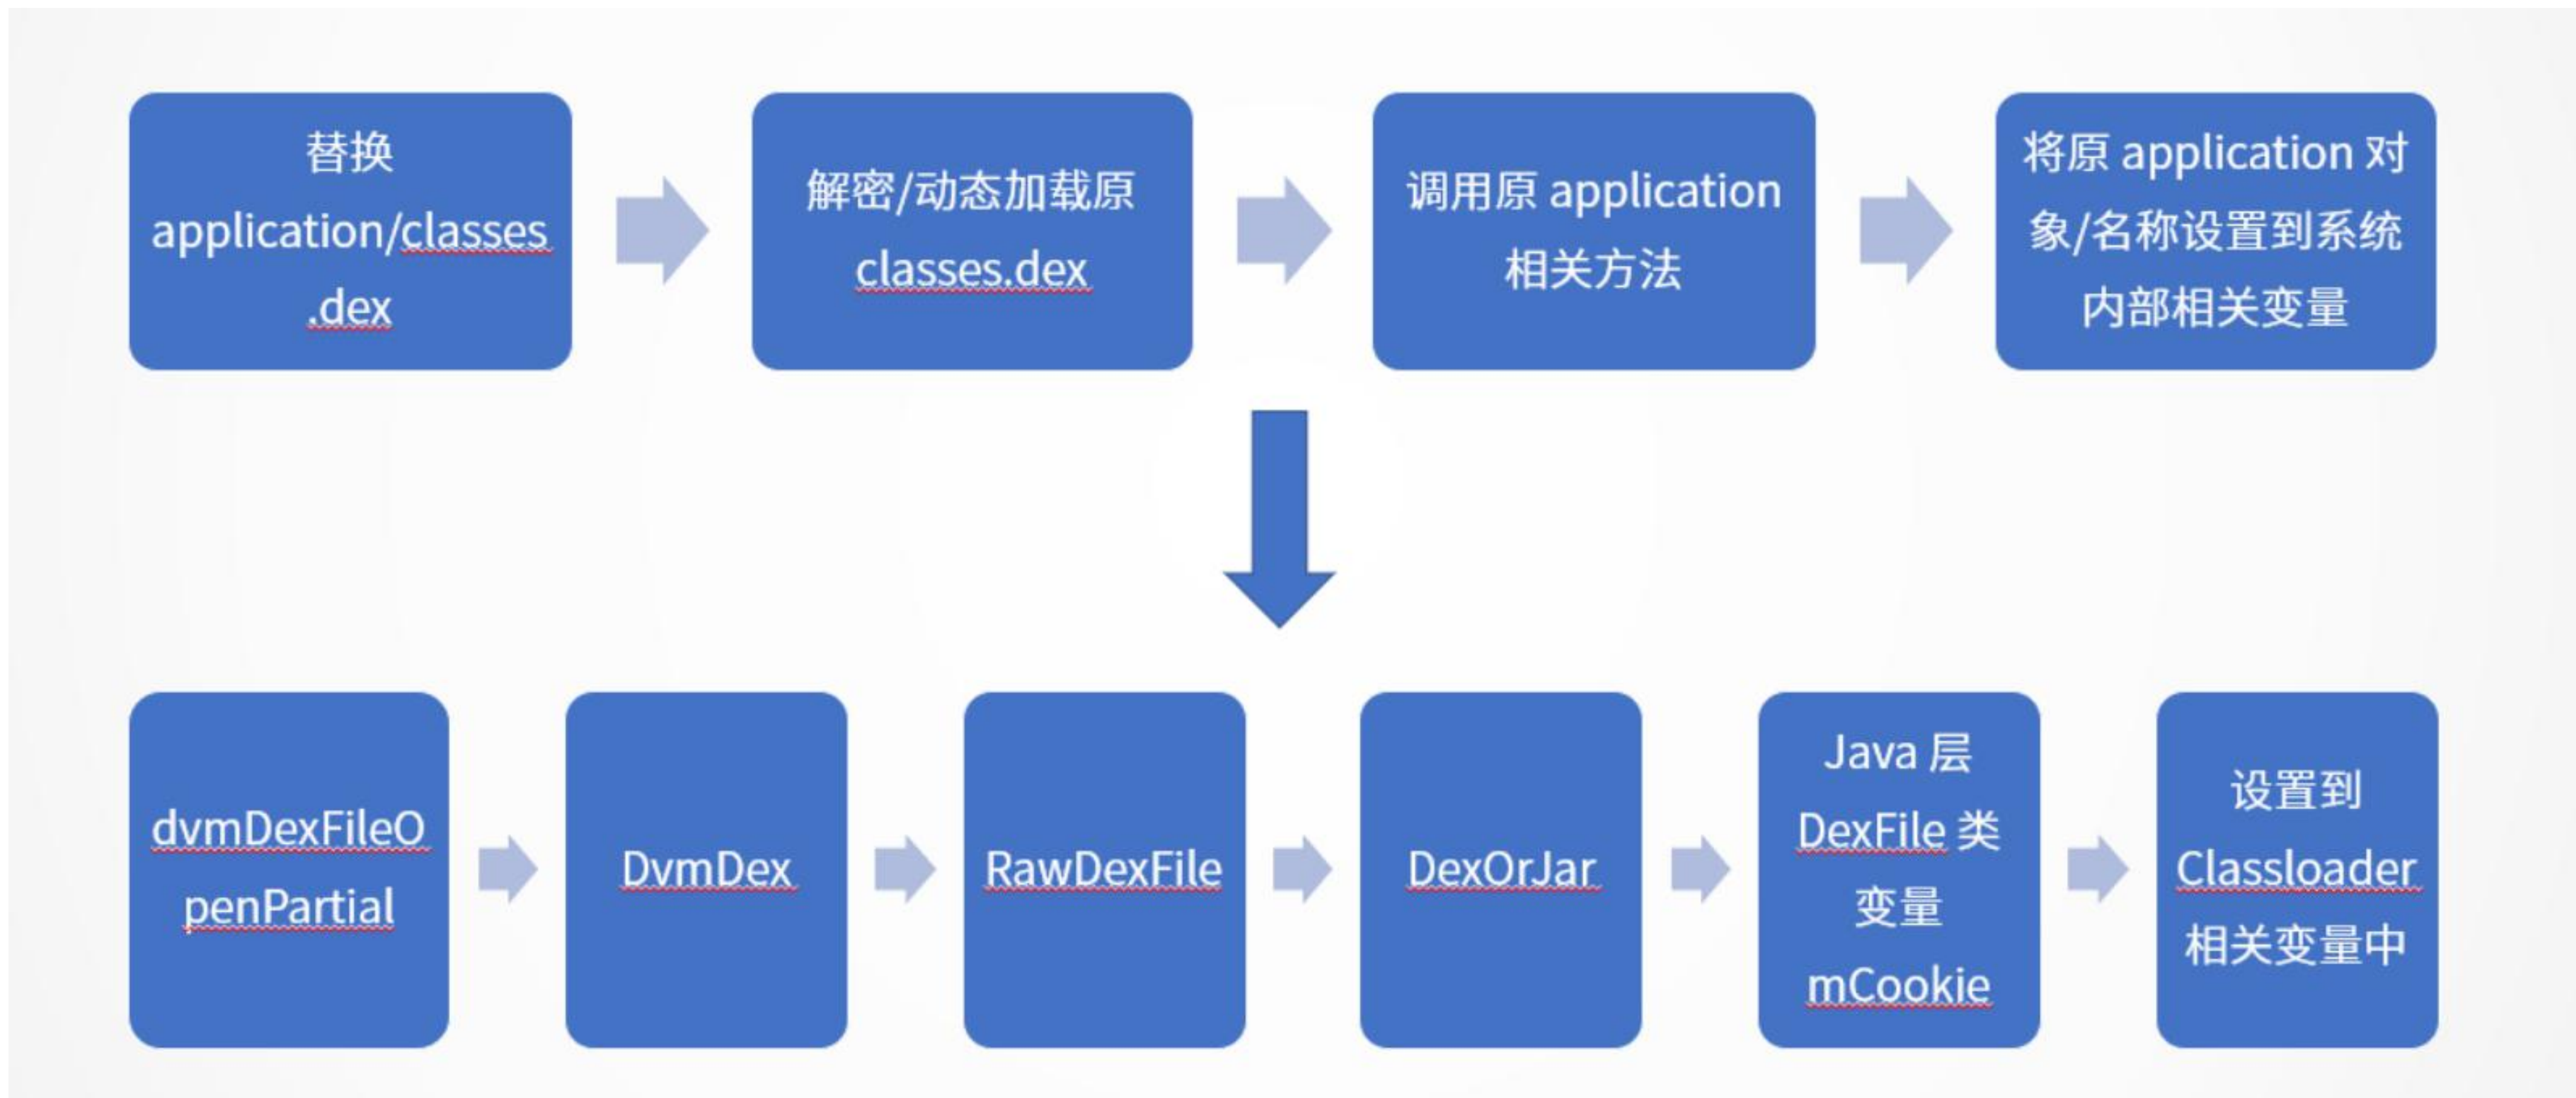 替换
application/classes
.dex
解密/动态加载原
classes.dex
调用原 application
相关方法
将原 application 对
象/名称设置到系统
内部相关变量
dvmDexFileO
penPartial
DvmDex
RawDexFile
DexOrJar
Java 层
DexFile 类
变量
mCookie
设置到
Classloader
相关变量中